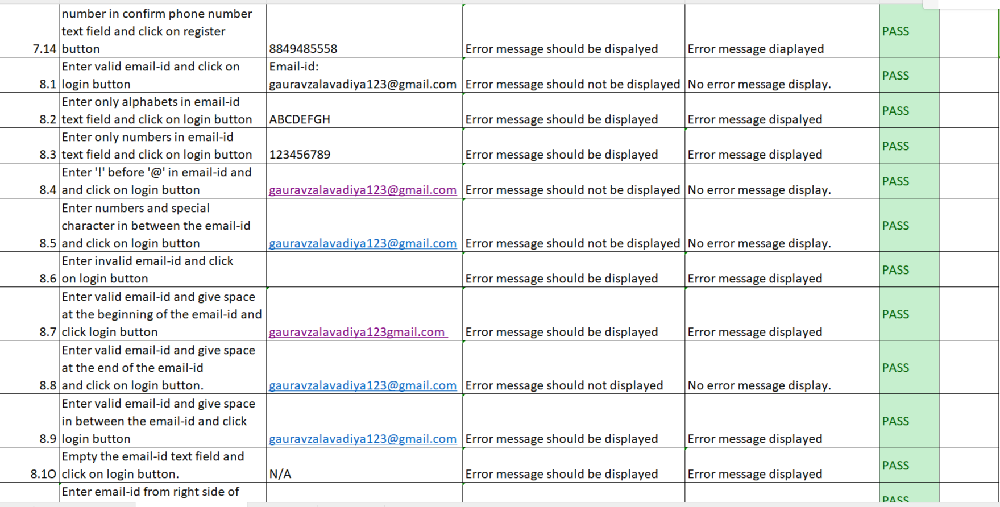 number in confirm phone number
text field and click on register
7.14 button 8849485558 Error message should be dispalyed Error message diaplayed PASS
Enter valid email-id and click on Email-id:
8.1 login button gauravzalavadiya123@gmail.com Error message should not be displayed No error message display. PASS
Enter only alphabets in email-id
8.2 text field and click on login button ABCDEFGH Error message should be displayed Error message dispalyed PASS
Enter only numbers in email-id
8.3 text field and click on login button 123456789 Error message should be displayed Error message displayed PASS
Enter '!' before '@' in email-id and
8.4 and click on login button gauravzalavadiya123@gmail.com Error message should not be displayed No error message display. PASS
Enter numbers and special
character in between the email-id
8.5 and click on login button gauravzalavadiya123@gmail.com Error message should not be displayed No error message display. PASS
Enter invalid email-id and click
8.6 on login button Error message should be displayed Error message displayed PASS
Enter valid email-id and give space
at the beginning of the email-id and
8.7 click login button gauravzalavadiya123gmail.com Error message should be displayed Error message displayed PASS
Enter valid email-id and give space
at the end of the email-id
8.8 and click on login button. gauravzalavadiya123@gmail.com Error message should not displayed No error message display. PASS
Enter valid email-id and give space
in between the email-id and click
8.9 login button gauravzalavadiya123@gmail.com Error message should be displayed Error message displayed PASS
Empty the email-id text field and
8.1O click on login button. N/A Error message should be displayed Error message displayed PASS
Enter email-id from right side of
PASS